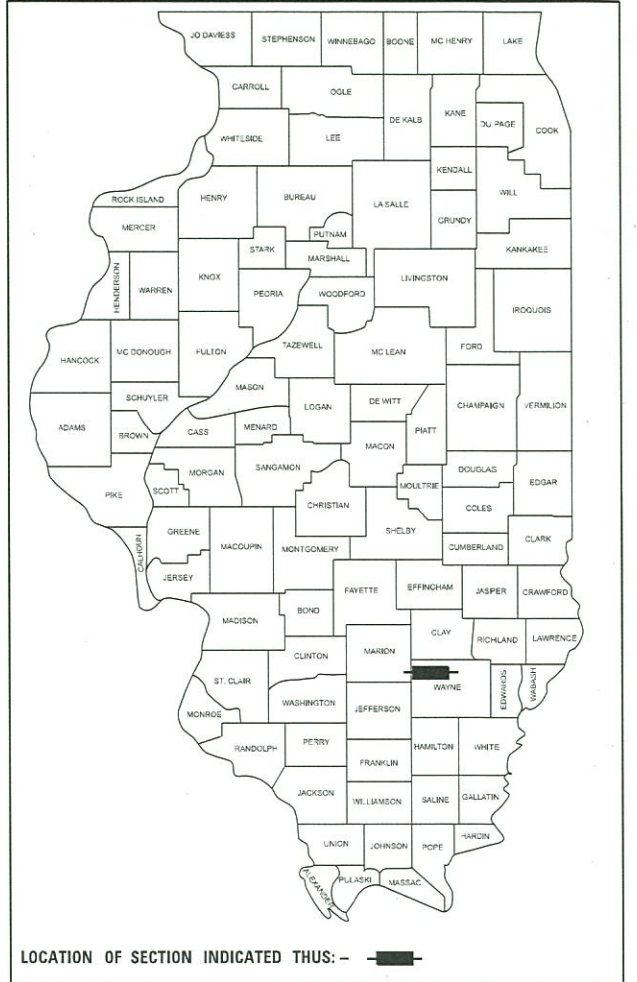 JO DAVIESS STEPHENSON WINNEBAGO BOONE MC HENRY LAKE
CARROLL OGLE DE KALB KANE DU PAGE COOK
WHITESIDE LEE
KENDALL WILL
ROCK ISLAND HENRY BUREAU LA SALLE GRUNDY
MERCER PUTNAM
STARK MARSHALL KANKAKEE
HENDERSON WARREN KNOX PEORIA WOODFORD LIVINGSTON IROQUOIS
HANCOCK MC DONOUGH FULTON TAZEWELL MC LEAN FORD
MASON
SCHUYLER LOGAN DE WITT CHAMPAIGN VERMILION
ADAMS BROWN CASS MENARD PIATT
MACON
PIKE SCOTT MORGAN SANGAMON MOULTRIE DOUGLAS EDGAR
CHRISTIAN COLES
GREENE SHELBY
CALHOUN MACOUPIN MONTGOMERY CUMBERLAND CLARK
JERSEY
FAYETTE EFFINGHAM JASPER CRAWFORD
MADISON BOND
CLAY RICHLAND LAWRENCE
CLINTON MARION
ST. CLAIR WAYNE EDWARDS WABASH
WASHINGTON JEFFERSON
MONROE
RANDOLPH PERRY HAMILTON WHITE
FRANKLIN
JACKSON WILLIAMSON SALINE GALLATIN
UNION JOHNSON POPE HARDIN
ALEXANDER PULASKI MASSAC
LOCATION OF SECTION INDICATED THUS: –